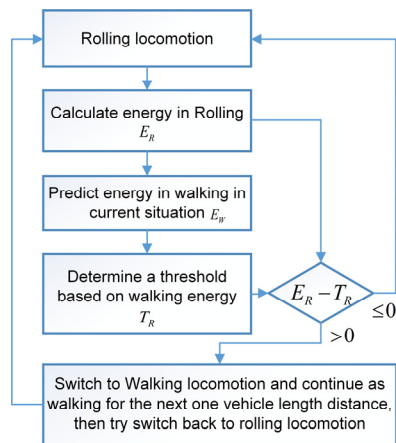 Rolling locomotion
Calculate energy in Rolling
E_R
Predict energy in walking in
current situation E_W
Determine a threshold
based on walking energy
T_R
E_R − T_R
≤0
>0
Switch to Walking locomotion and continue as
walking for the next one vehicle length distance,
then try switch back to rolling locomotion